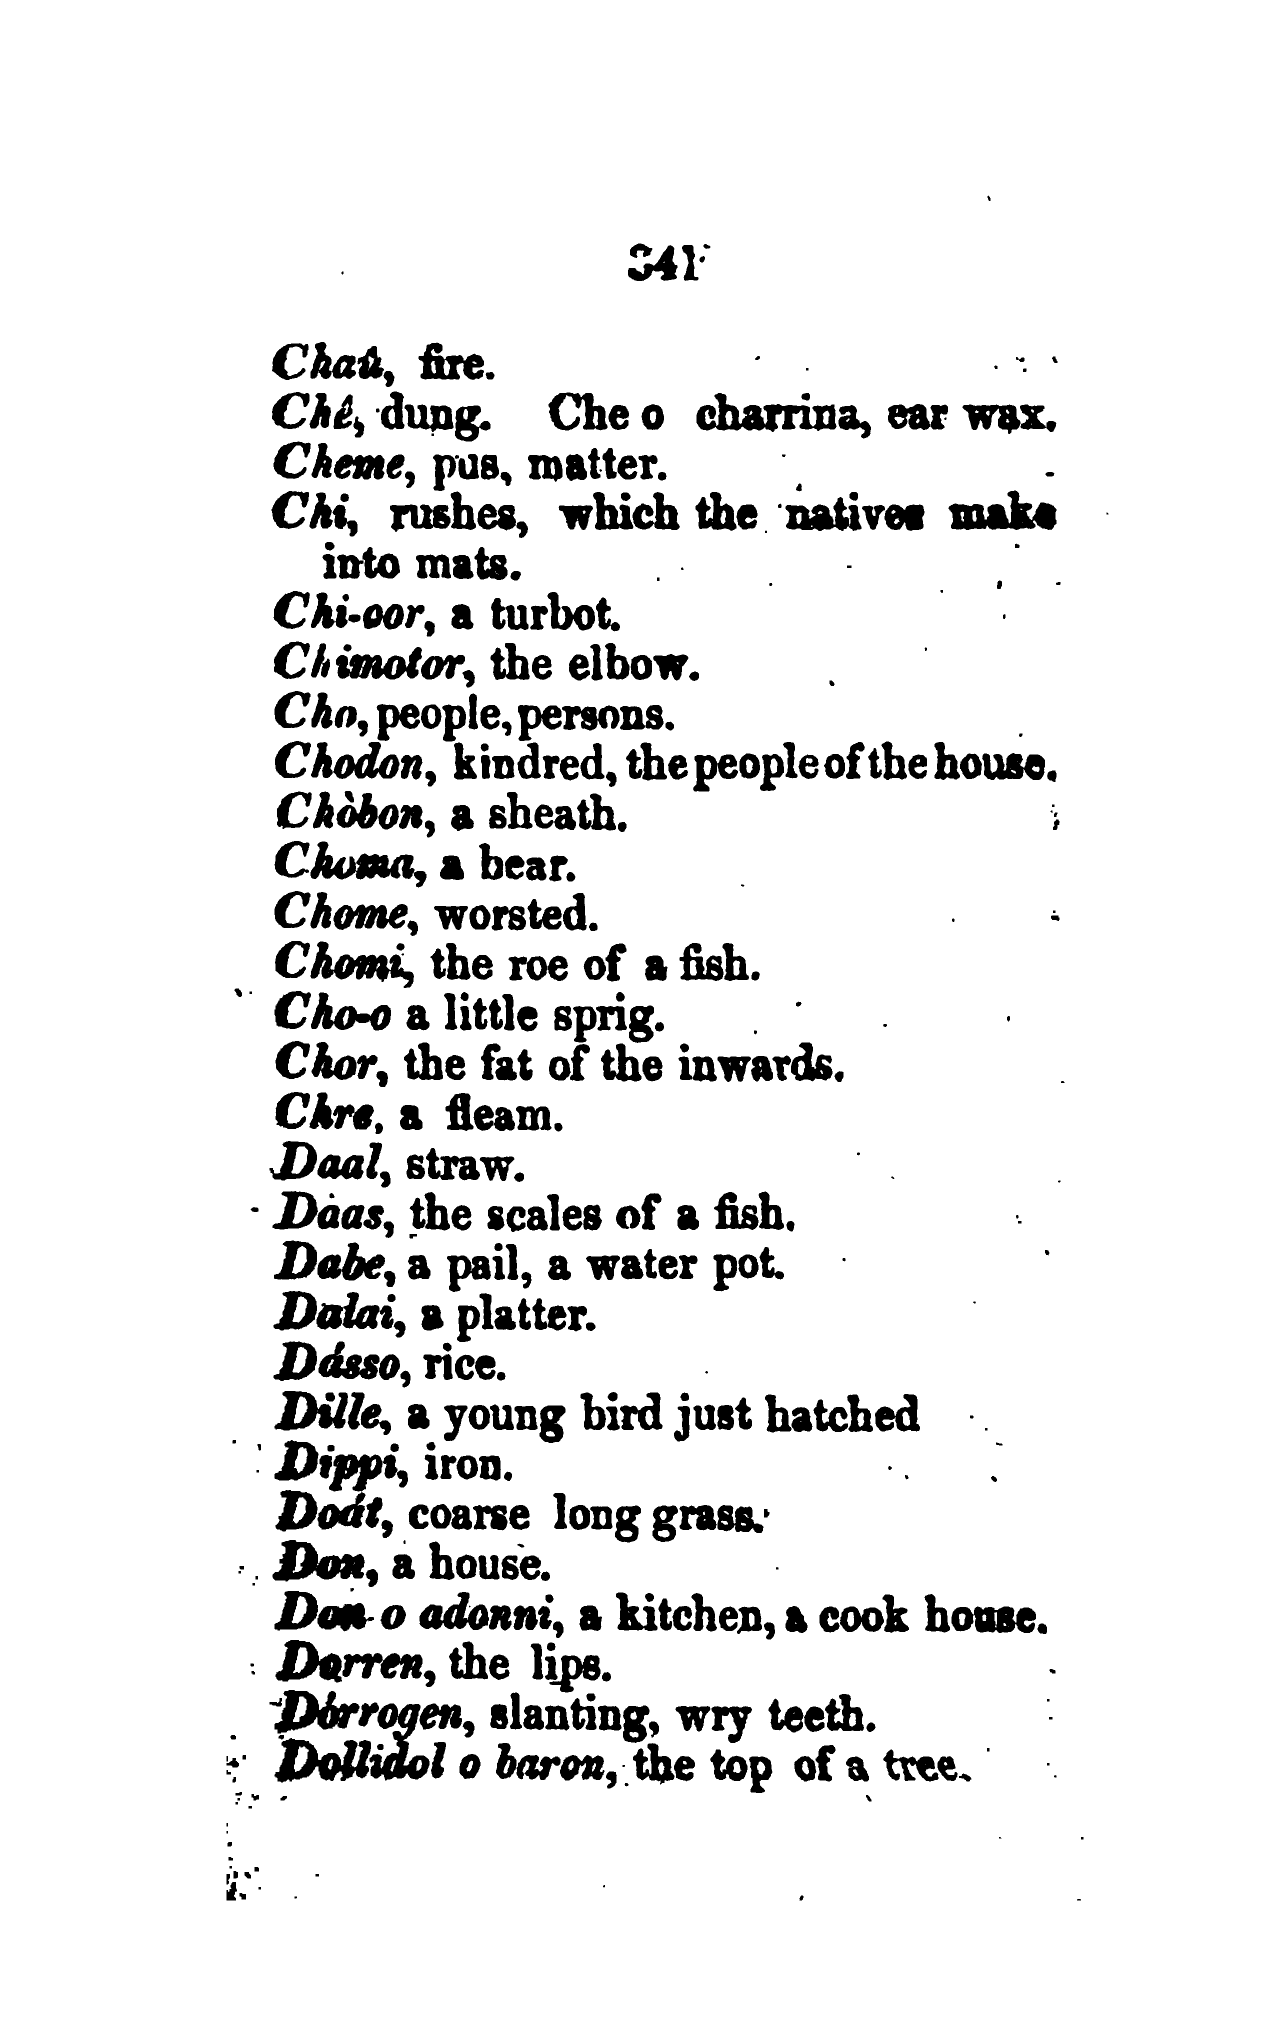 341
Chaû, fire.
Chê, dung. Che o charrina, ear wax.
Cheme, pus, matter.
Chi, rushes, which the natives make
into mats.
Chi-oor, a turbot.
Chimotor, the elbow.
Cho, people, persons.
Chodon, kindred, the people of the house.
Chòbon, a sheath.
Choma, a bear.
Chome, worsted.
Chomi, the roe of a fish.
Cho-o a little sprig.
Chor, the fat of the inwards.
Chre, a fleam.
Daal, straw.
Dàas, the scales of a fish.
Dabe, a pail, a water pot.
Dalai, a platter.
Dásso, rice.
Dille, a young bird just hatched
Dippi, iron.
Doát, coarse long grass.
Don, a house.
Don o adonni, a kitchen, a cook house.
Dorren, the lips.
Dórrogen, slanting, wry teeth.
Dollidol o baron, the top of a tree.